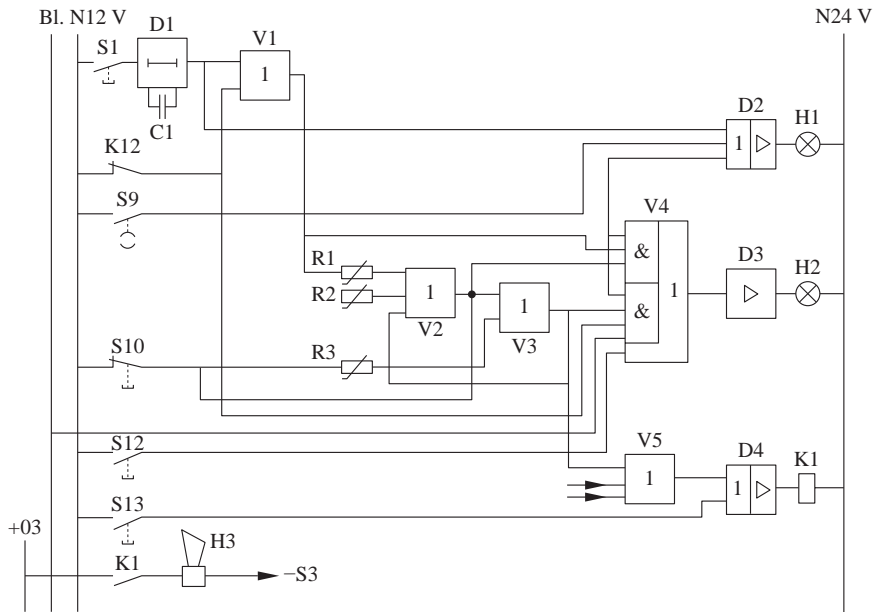 Bl. N12 V
N24 V
S1
D1
V1
1
C1
D2
H1
1
K12
S9
V4
&
R1
D3
H2
R2
1
1
1
&
V2
V3
S10
R3
V5
S12
D4
K1
1
1
S13
+03
K1
H3
−S3